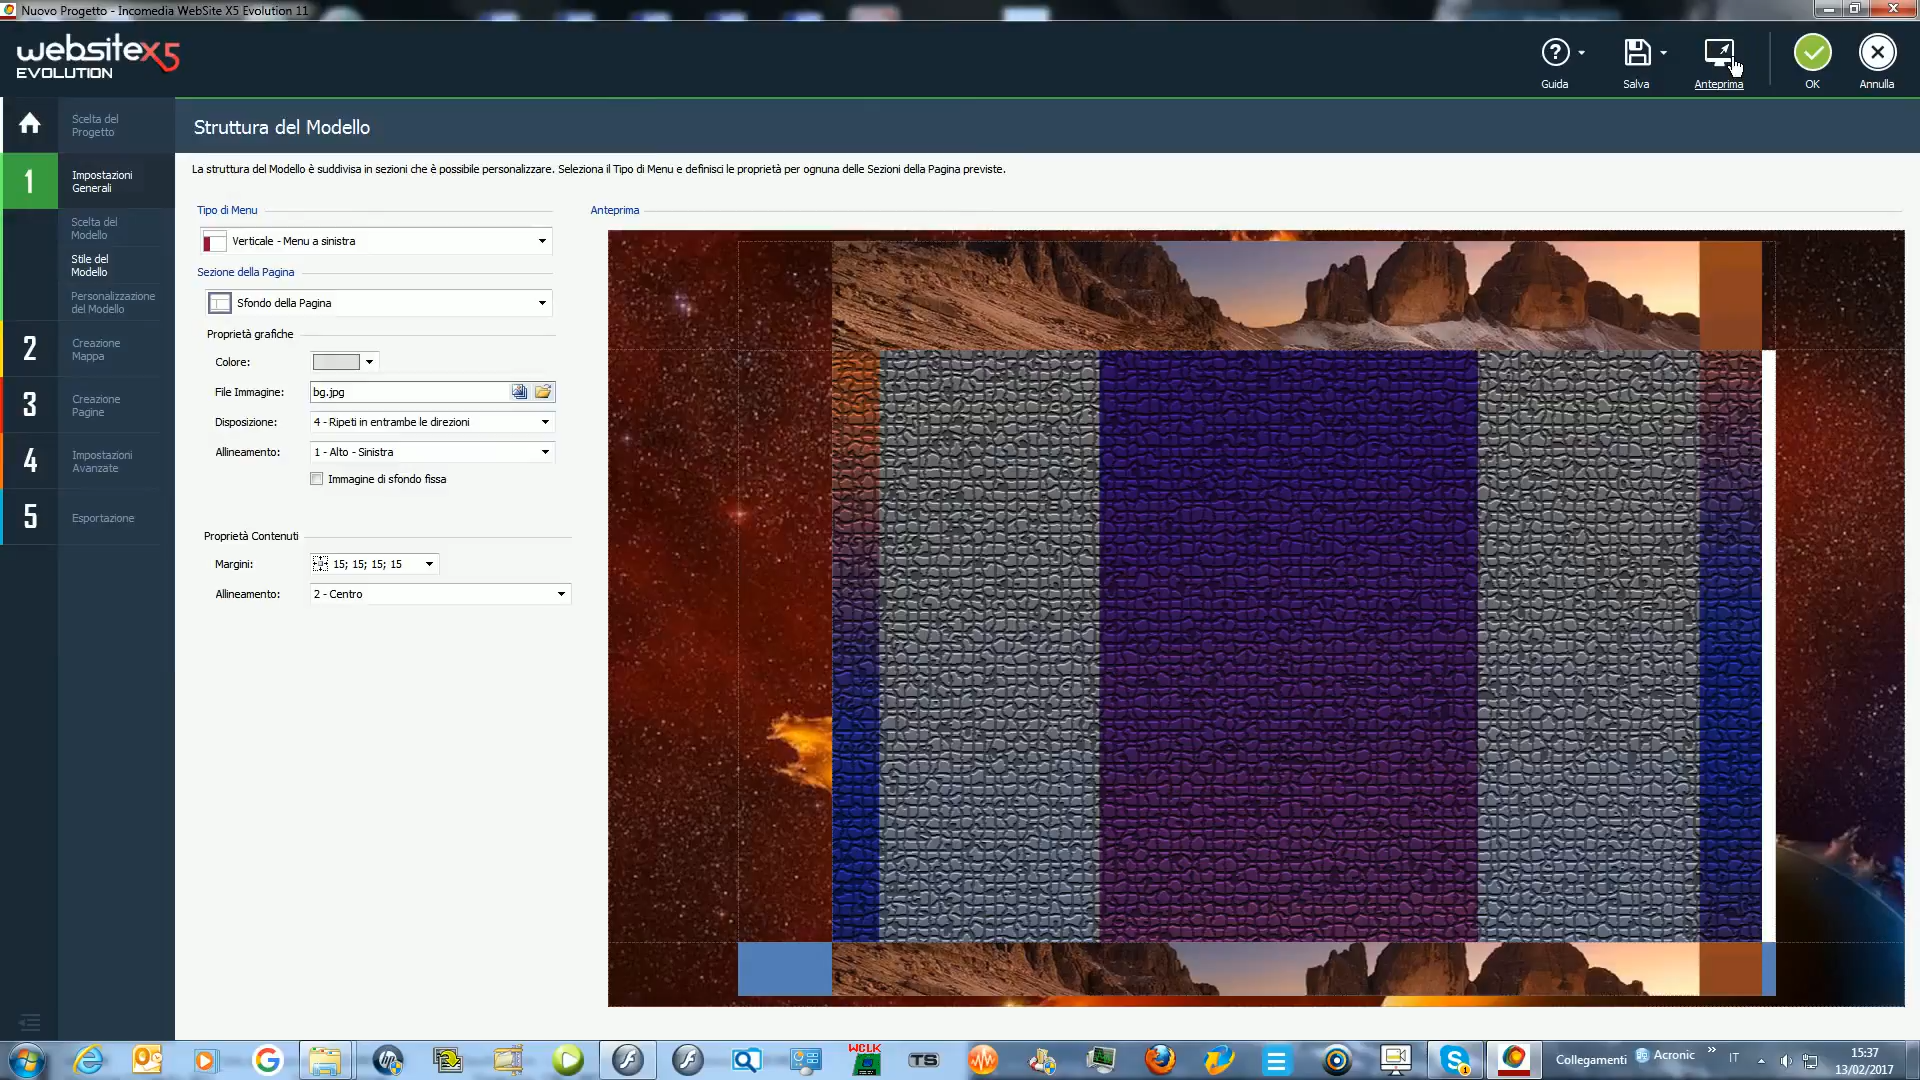 Nuovo Progetto - Incomedia WebSite X5 Evolution 11
websitex5
EVOLUTION
Guida
Salva
Anteprima
OK
Annulla
Scelta del
Progetto
Struttura del Modello
1
Impostazioni
Generali
La struttura del Modello è suddivisa in sezioni che è possibile personalizzare. Seleziona il Tipo di Menu e definisci le proprietà per ognuna delle Sezioni della Pagina previste.
Scelta del
Modello
Stile del
Modello
Personalizzazione
del Modello
2
Creazione
Mappa
3
Creazione
Pagine
4
Impostazioni
Avanzate
5
Esportazione
Tipo di Menu
Verticale - Menu a sinistra
Sezione della Pagina
Sfondo della Pagina
Proprietà grafiche
Colore:
File Immagine: bg.jpg
Disposizione: 4 - Ripeti in entrambe le direzioni
Allineamento: 1 - Alto - Sinistra
Immagine di sfondo fissa
Proprietà Contenuti
Margini: 15; 15; 15; 15
Allineamento: 2 - Centro
Anteprima
WCLK
TS
Collegamenti
Acronic
»
IT
15:37
13/02/2017